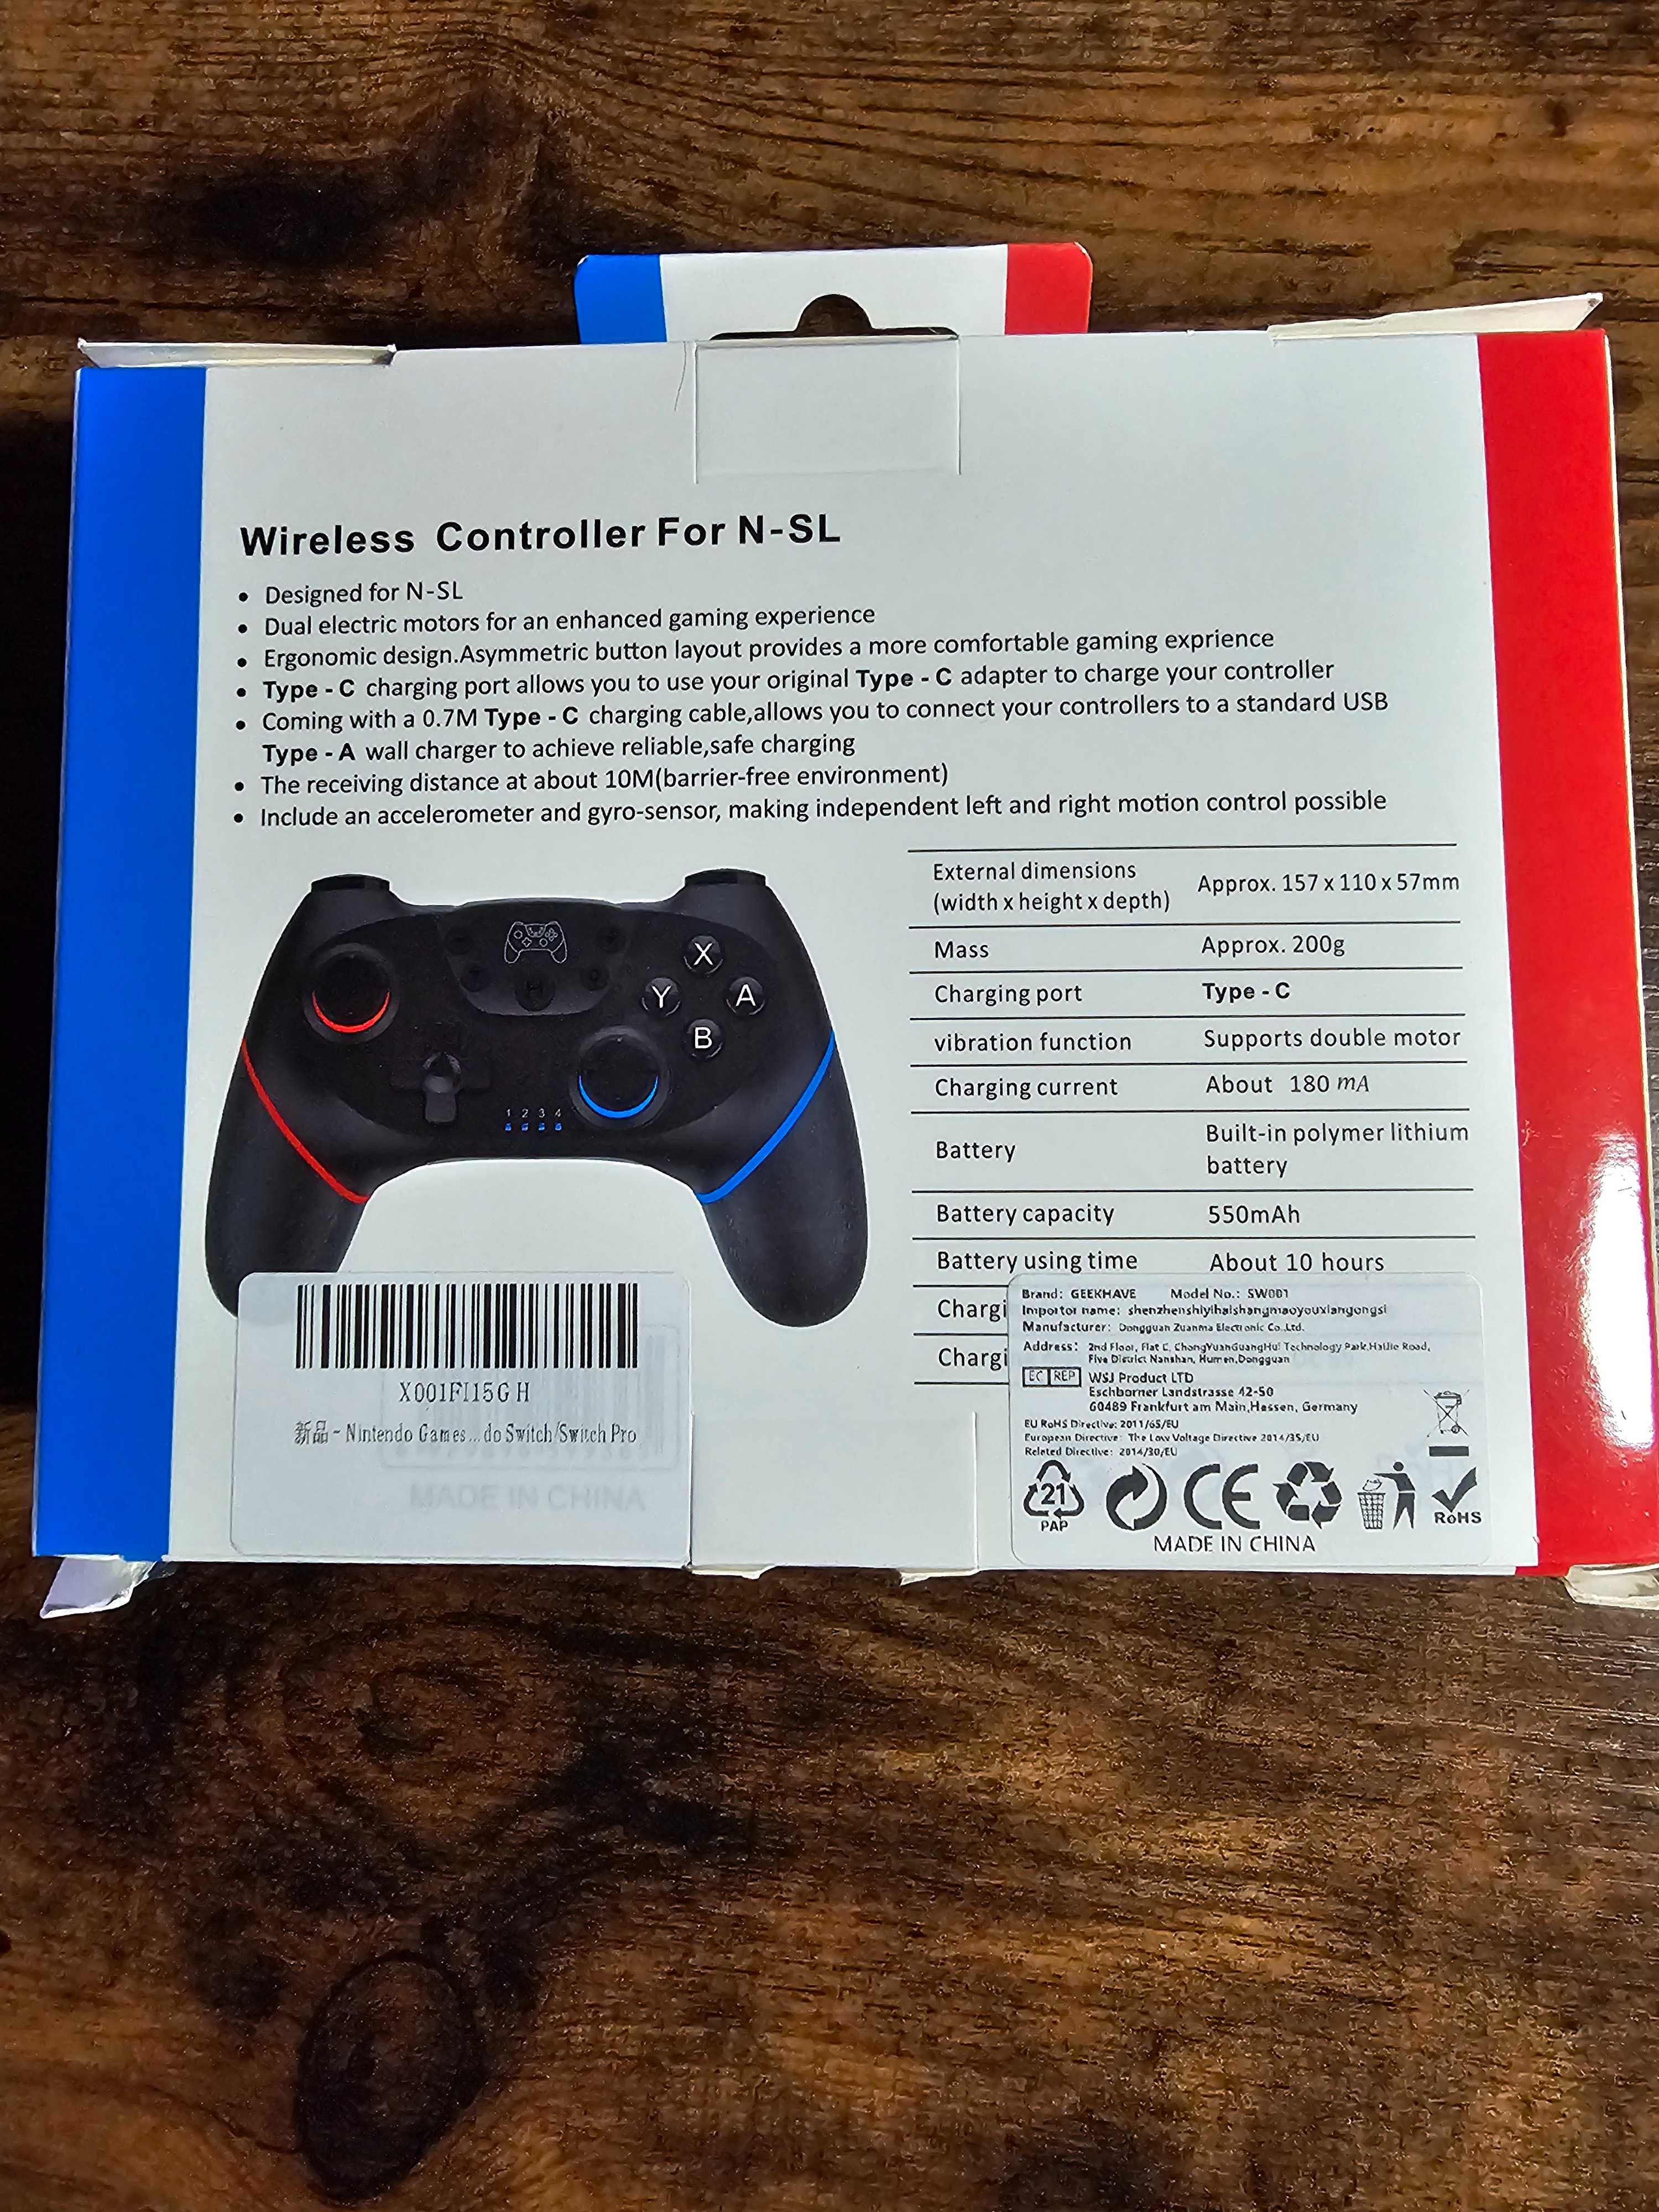 Wireless Controller For N-SL
• Designed for N-SL
• Dual electric motors for an enhanced gaming experience
• Ergonomic design.Asymmetric button layout provides a more comfortable gaming exprience
• Type - C charging port allows you to use your original Type - C adapter to charge your controller
• Coming with a 0.7M Type - C charging cable,allows you to connect your controllers to a standard USB
Type - A wall charger to achieve reliable,safe charging
• The receiving distance at about 10M(barrier-free environment)
• Include an accelerometer and gyro-sensor, making independent left and right motion control possible
External dimensions
(width x height x depth) Approx. 157 x 110 x 57mm
Mass Approx. 200g
Charging port Type - C
vibration function Supports double motor
Charging current About 180 mA
Battery Built-in polymer lithium
battery
Battery capacity 550mAh
Battery using time About 10 hours
Chargi
Chargi
X
Y A
B
1 2 3 4
X001FI15GH
新品 - Nintendo Games... do Switch/Switch Pro
MADE IN CHINA
Brand: GEEKHAVE Model No.: SW001
Importor name: shenzhenshiyihaishangmaoyouxiangongsi
Manufacturer: Dongguan Zuanma Electronic Co.,Ltd.
Address: 2nd Floor, Flat C, ChongYuanGuangHui Technology Park,HaiJie Road,
Five District Nanshan, Humen,Dongguan
EC REP WSJ Product LTD
Eschborner Landstrasse 42-50
60489 Frankfurt am Main,Hessen, Germany
EU RoHS Directive: 2011/65/EU
European Directive: The Low Voltage Directive 2014/35/EU
Related Directive: 2014/30/EU
21
PAP
CE
RoHS
MADE IN CHINA